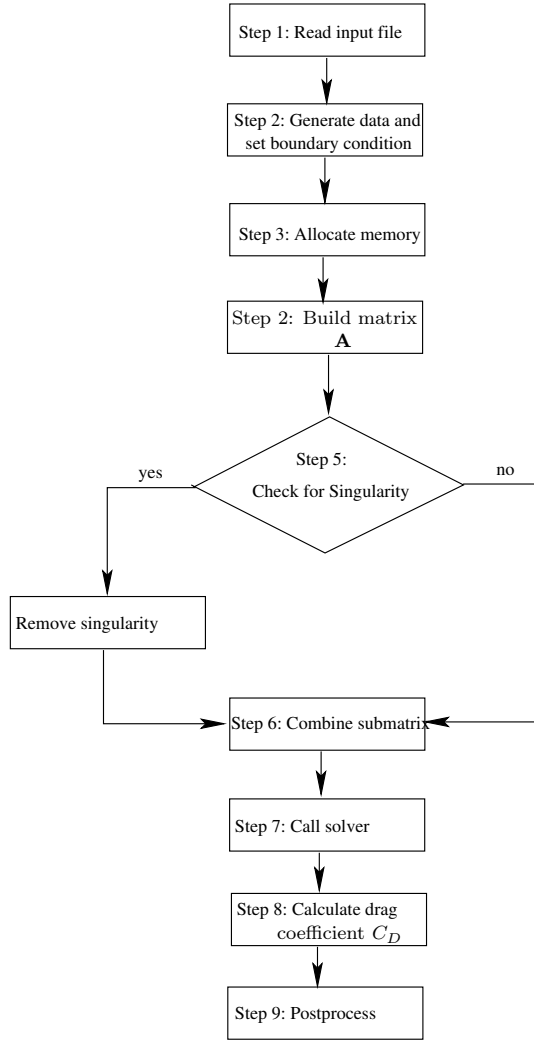 Step 1: Read input file
Step 2: Generate data and
set boundary condition
Step 3: Allocate memory
Step 2: Build matrix
A
Step 5:
Check for Singularity
yes
no
Remove singularity
Step 6: Combine submatrix
Step 7: Call solver
Step 8: Calculate drag
coefficient C_D
Step 9: Postprocess